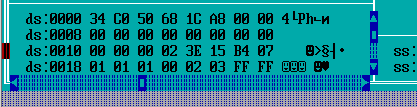 ds:0000 34 C0 50 68 1C A8 00 00 4└Ph∟и
ds:0008 00 00 00 00 00 00 00 00
ds:0010 00 00 00 02 3E 15 B4 07    ☻>§┤• ss:
ds:0018 01 01 01 00 02 03 FF FF ☺☺☺ ☻♥ ss: